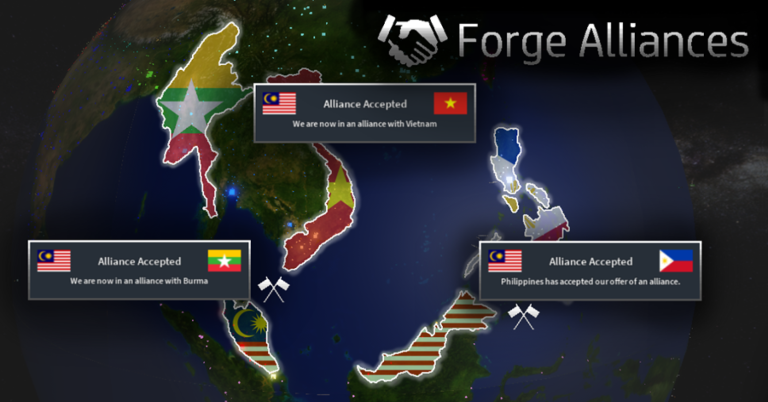 Forge Alliances
Alliance Accepted
We are now in an alliance with Vietnam
Alliance Accepted
We are now in an alliance with Burma
Alliance Accepted
Philippines has accepted our offer of an alliance.